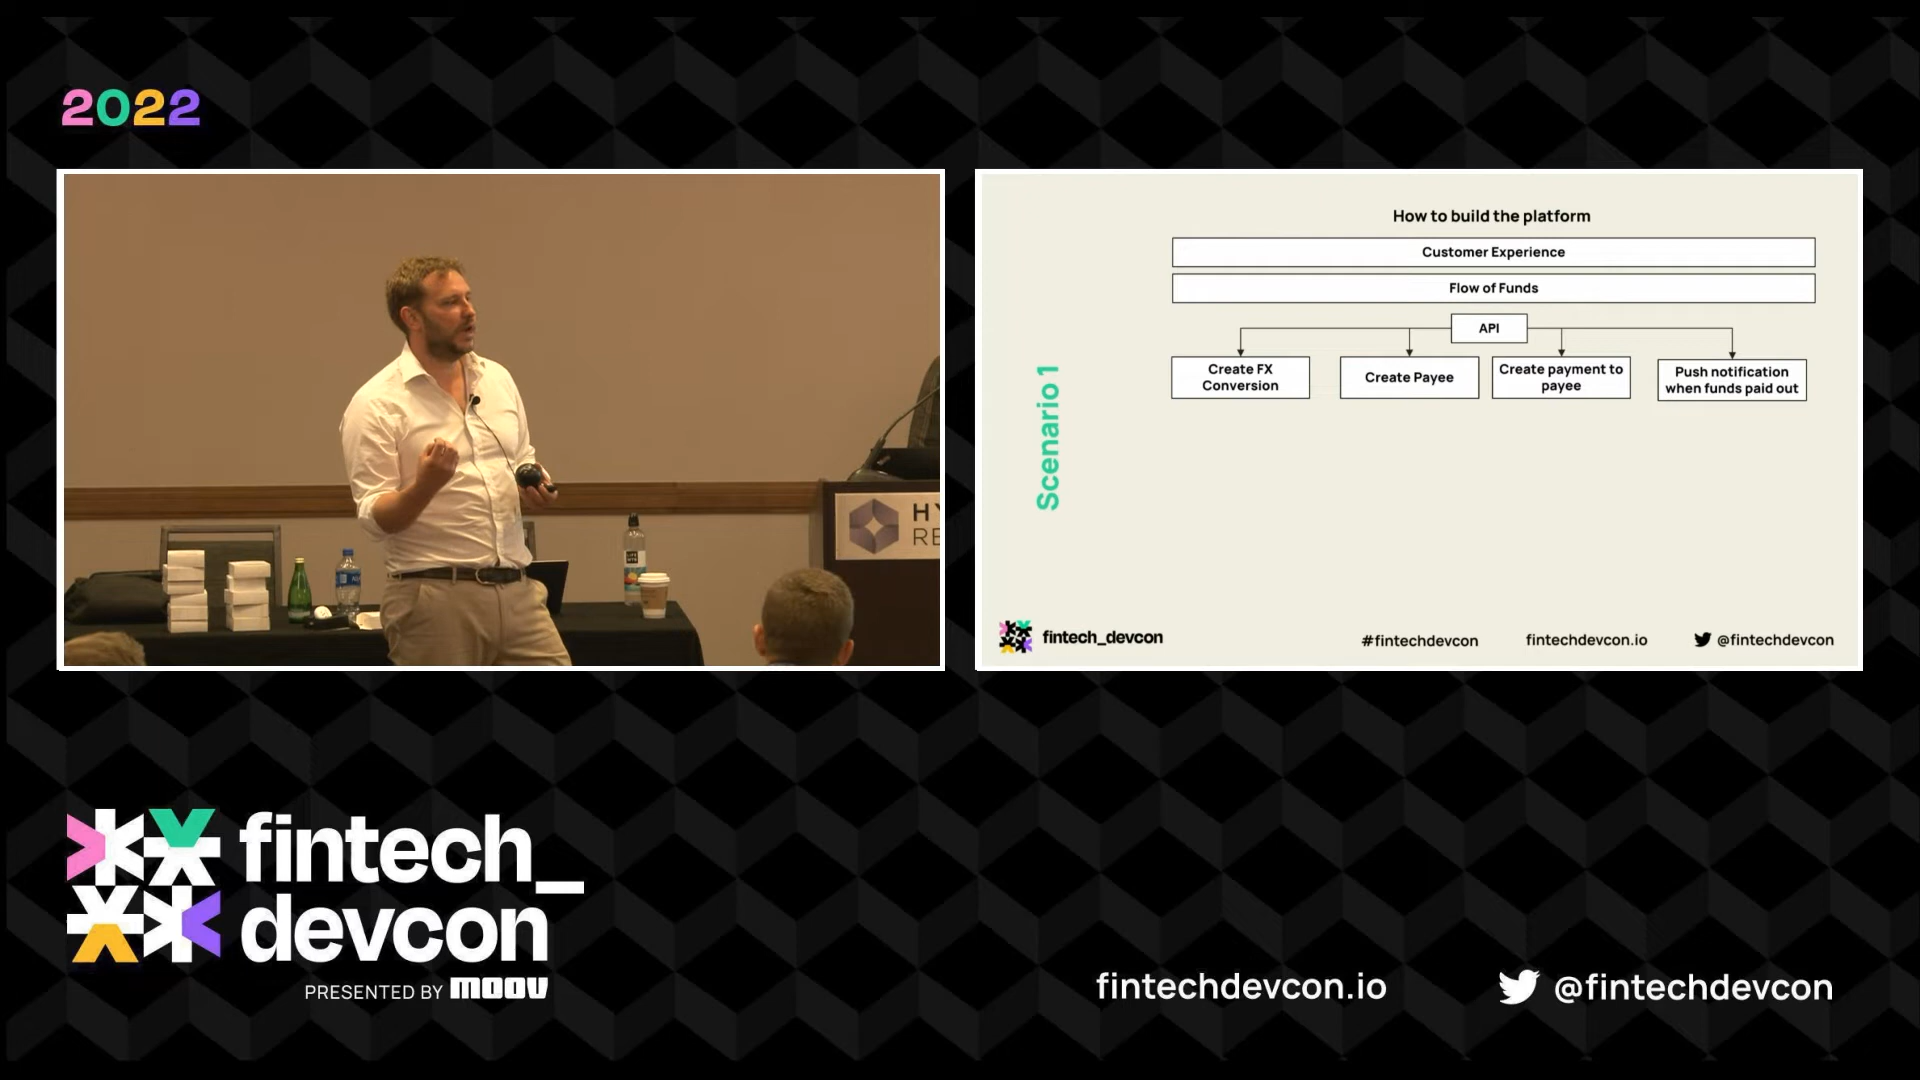 2022
HY
RE
How to build the platform
Customer Experience
Flow of Funds
API
Create FX
Conversion
Create Payee
Create payment to
payee
Push notification
when funds paid out
Scenario 1
fintech_devcon
#fintechdevcon
fintechdevcon.io
@fintechdevcon
fintech_
devcon
PRESENTED BY moov
fintechdevcon.io
@fintechdevcon